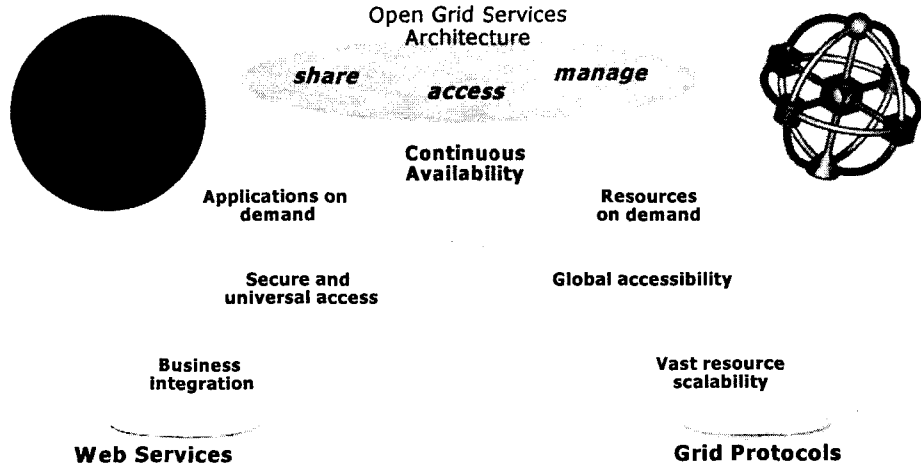 Open Grid Services
Architecture
share
access
manage
Continuous
Availability
Applications on
demand
Resources
on demand
Secure and
universal access
Global accessibility
Business
integration
Vast resource
scalability
Web Services
Grid Protocols